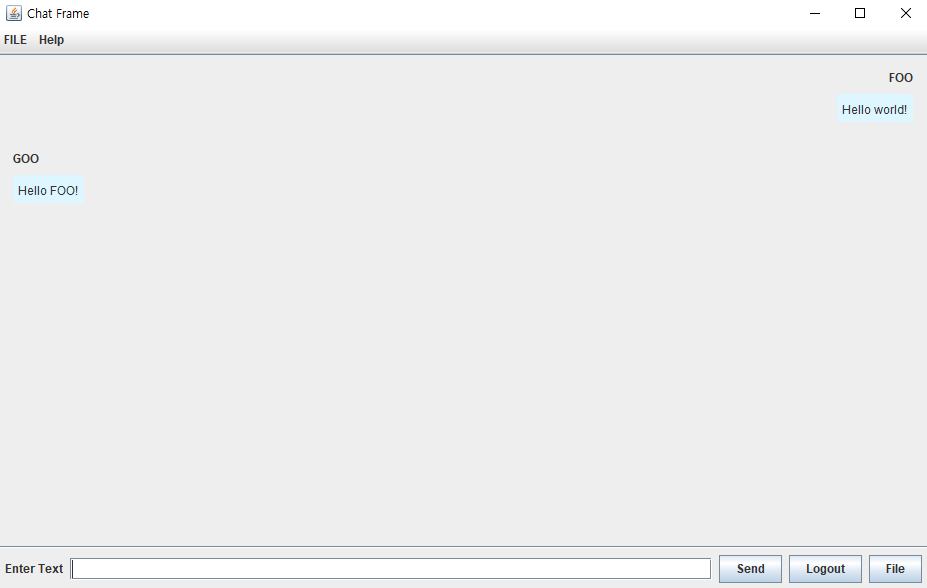 Chat Frame
FILE Help
FOO
Hello world!
GOO
Hello FOO!
Enter Text Send Logout File